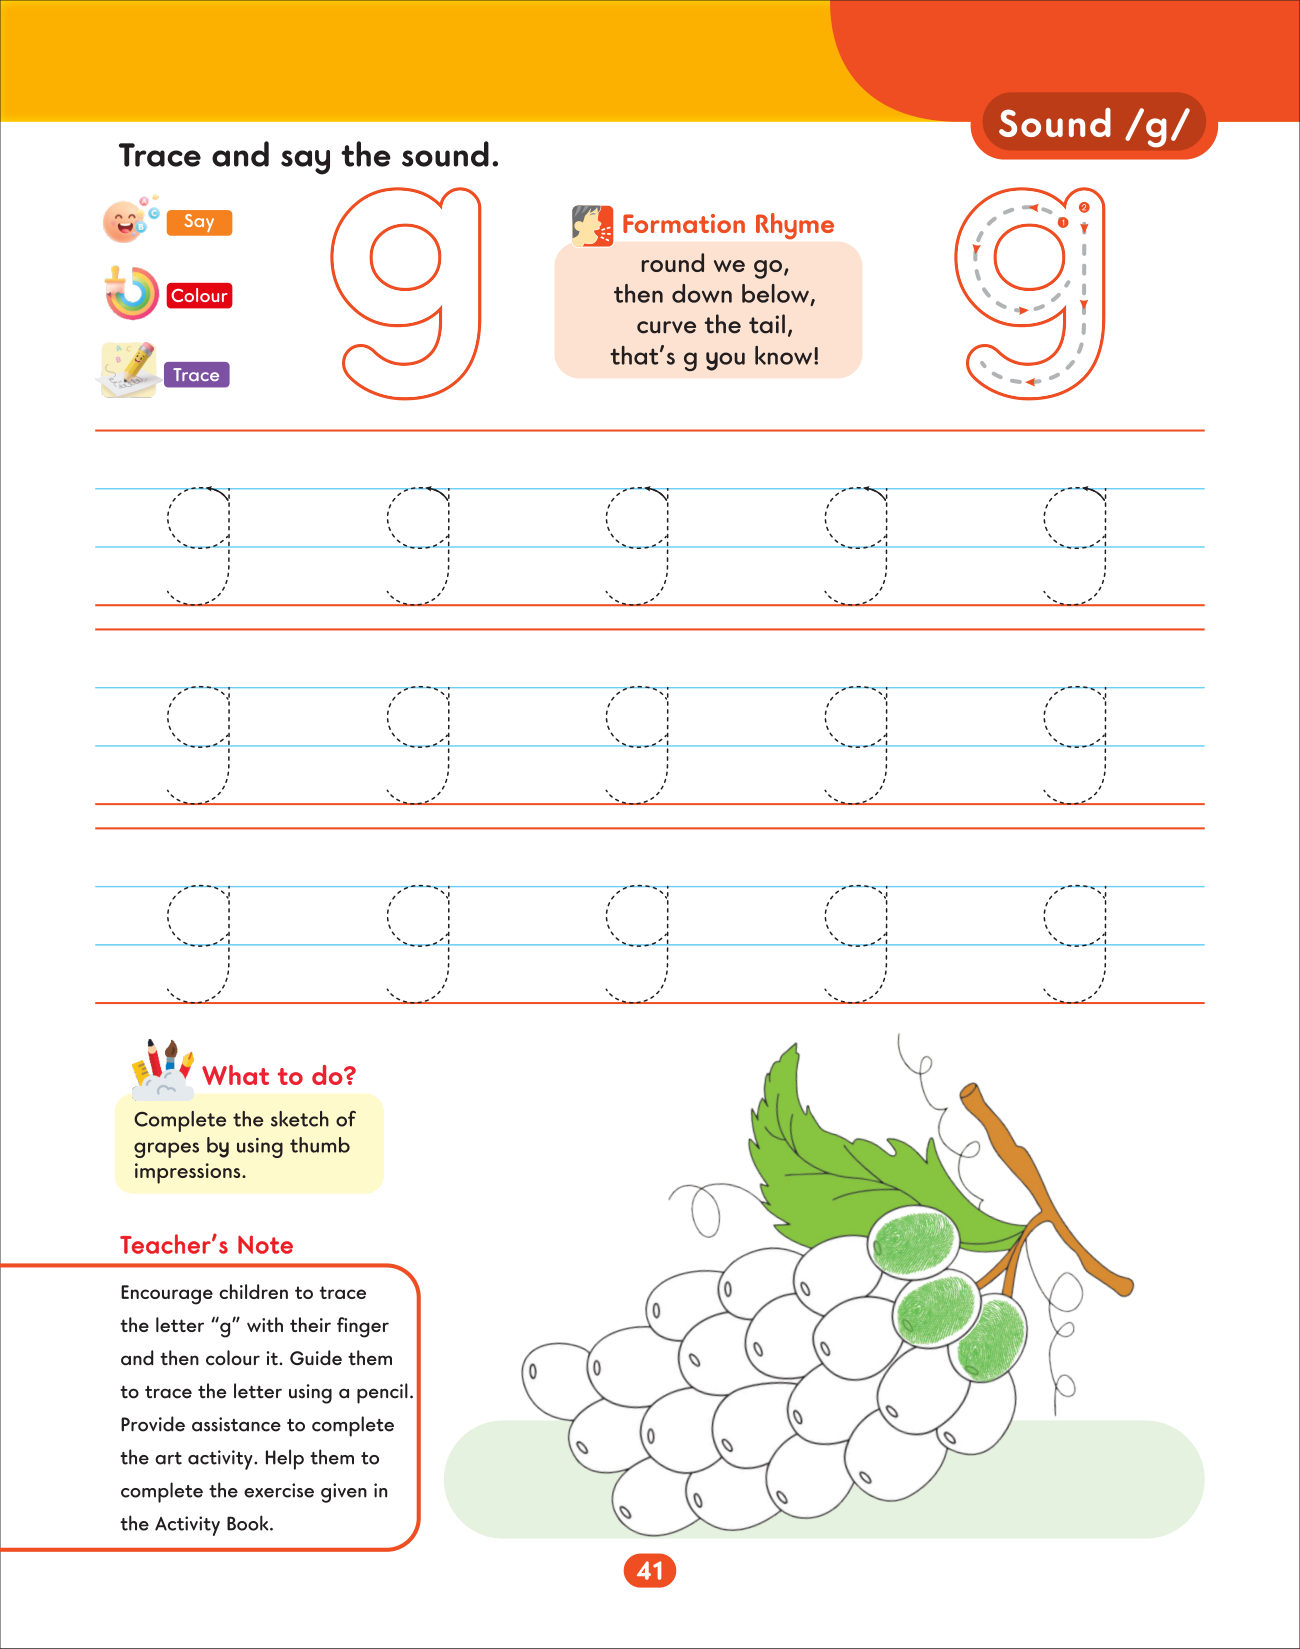 Sound /g/
Trace and say the sound.
Say
Colour
Trace
g
Formation Rhyme
round we go,
then down below,
curve the tail,
that's g you know!
g
1
2
g g g g g
g g g g g
g g g g g
What to do?
Complete the sketch of
grapes by using thumb
impressions.
Teacher's Note
Encourage children to trace
the letter “g” with their finger
and then colour it. Guide them
to trace the letter using a pencil.
Provide assistance to complete
the art activity. Help them to
complete the exercise given in
the Activity Book.
41